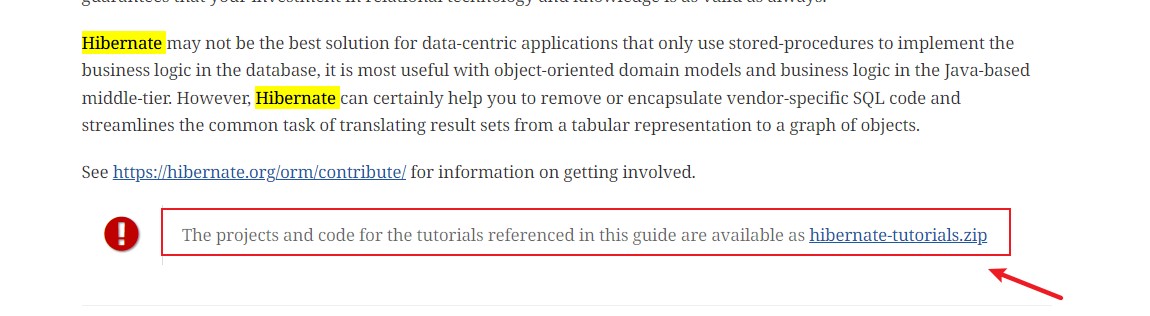 guarantees that your investment in relational technology and knowledge is as valid as always.
Hibernate may not be the best solution for data-centric applications that only use stored-procedures to implement the
business logic in the database, it is most useful with object-oriented domain models and business logic in the Java-based
middle-tier. However, Hibernate can certainly help you to remove or encapsulate vendor-specific SQL code and
streamlines the common task of translating result sets from a tabular representation to a graph of objects.
See https://hibernate.org/orm/contribute/ for information on getting involved.
The projects and code for the tutorials referenced in this guide are available as hibernate-tutorials.zip